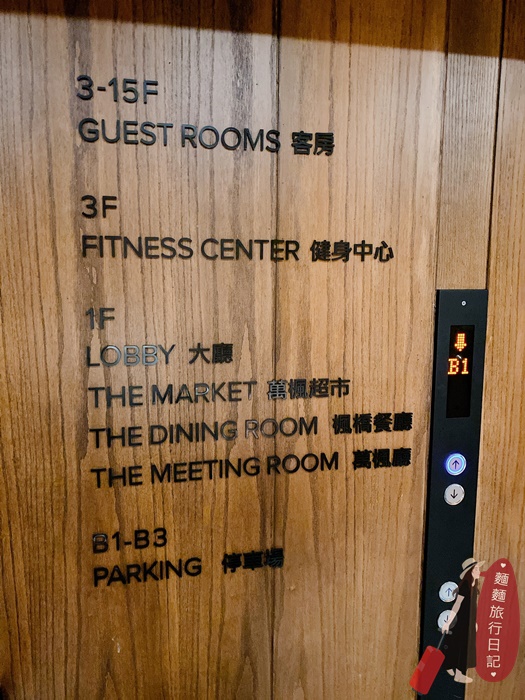 3-15F
GUEST ROOMS 客房
3F
FITNESS CENTER 健身中心
1F
LOBBY 大廳
THE MARKET 萬楓超市
THE DINING ROOM 楓橋餐廳
THE MEETING ROOM 萬楓廳
B1-B3
PARKING 停車場
B1
麵麵旅行日記